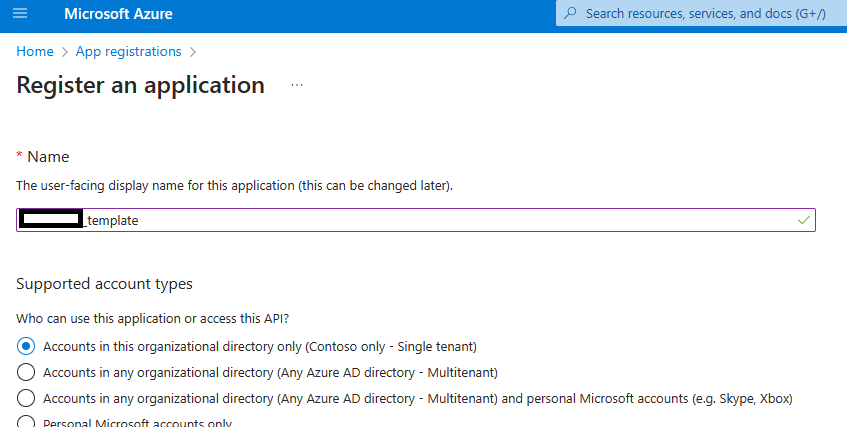 Microsoft Azure
Search resources, services, and docs (G+/)
Home > App registrations >
Register an application ...
* Name
The user-facing display name for this application (this can be changed later).
_template
Supported account types
Who can use this application or access this API?
Accounts in this organizational directory only (Contoso only - Single tenant)
Accounts in any organizational directory (Any Azure AD directory - Multitenant)
Accounts in any organizational directory (Any Azure AD directory - Multitenant) and personal Microsoft accounts (e.g. Skype, Xbox)
Personal Microsoft accounts only